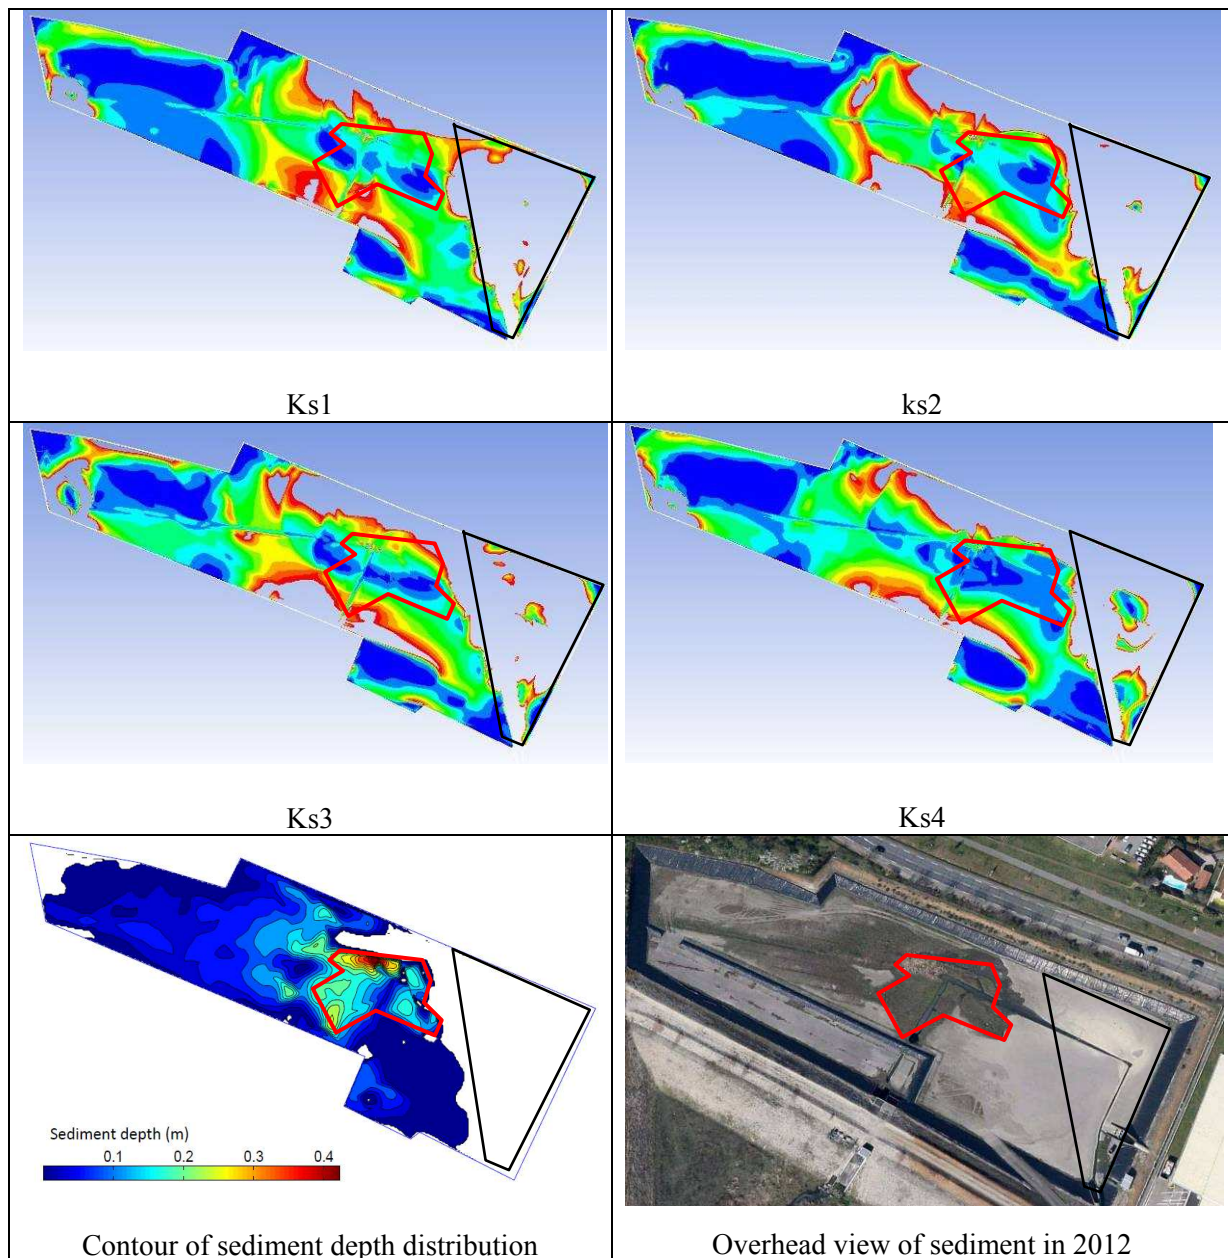 Ks1
ks2
Ks3
Ks4
Sediment depth (m)
0.1 0.2 0.3 0.4
Contour of sediment depth distribution
Overhead view of sediment in 2012